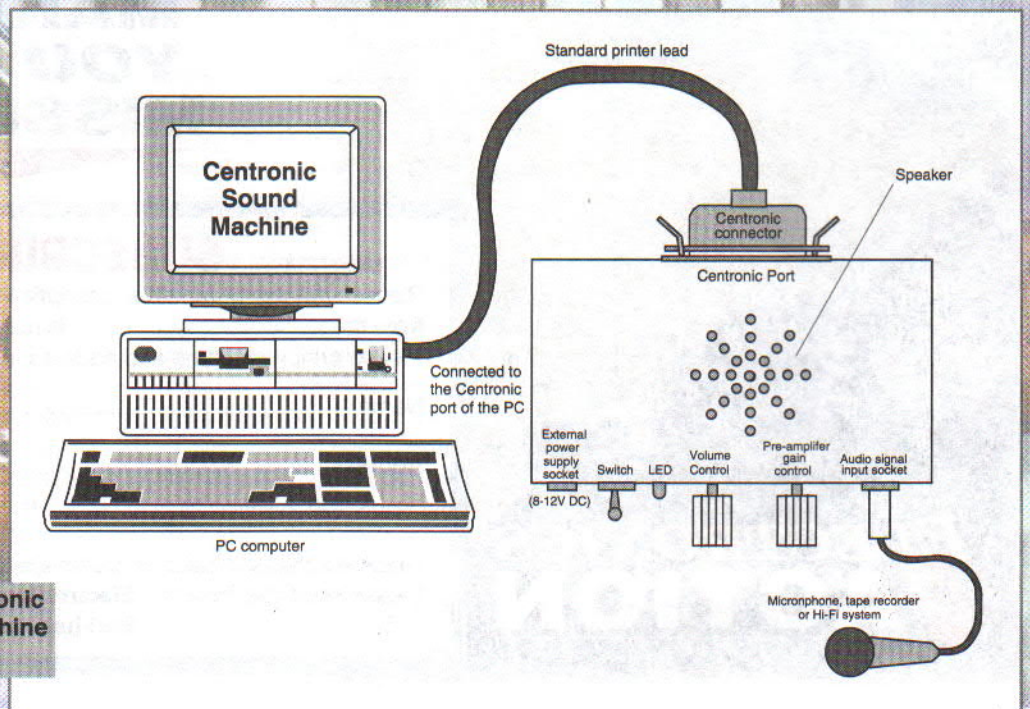 Standard printer lead
Centronic
Sound
Machine
Speaker
Centronic
connector
Centronic Port
Connected to
the Centronic
port of the PC
External
power
supply
socket
(8-12V DC)
Switch
LED
Volume
Control
Pre-amplifer
gain
control
Audio signal
input socket
PC computer
Micronphone, tape recorder
or Hi-Fi system
onic
hine